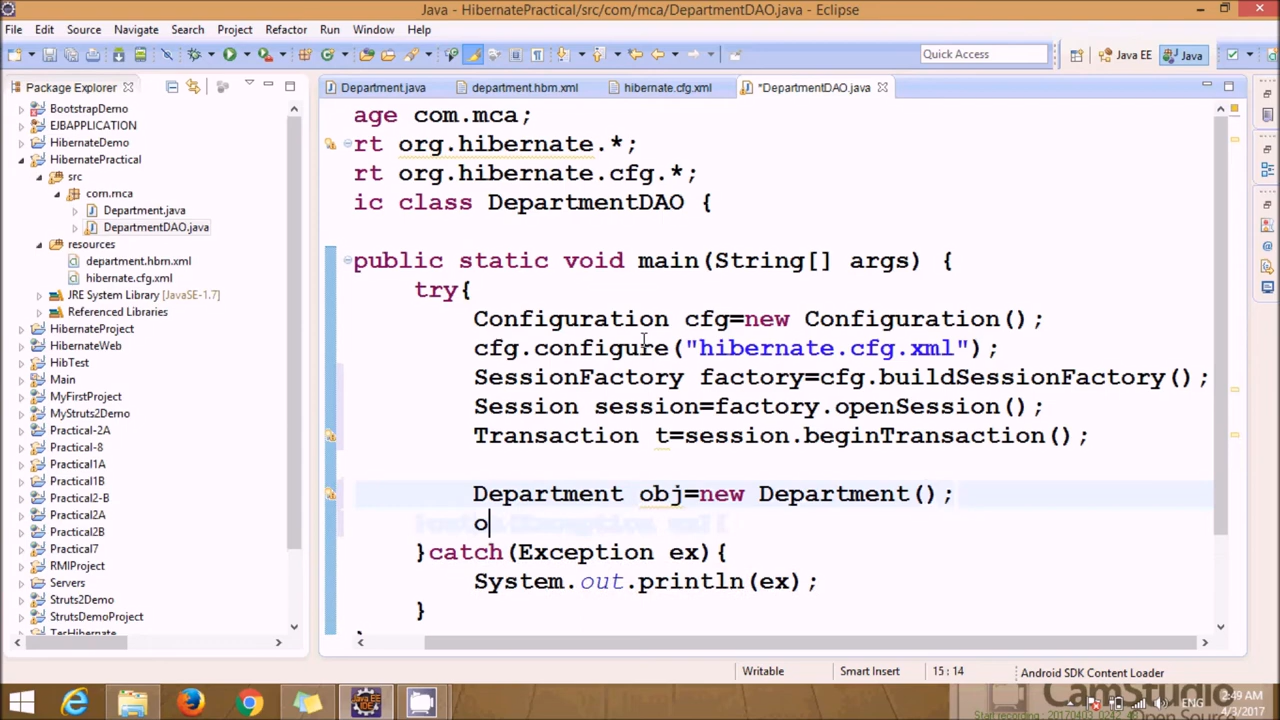 Java - HibernatePractical/src/com/mca/DepartmentDAO.java - Eclipse
File Edit Source Navigate Search Project Refactor Run Window Help
Quick Access
Java EE
Java
Package Explorer
Department.java
department.hbm.xml
hibernate.cfg.xml
*DepartmentDAO.java
BootstrapDemo
EJBAPPLICATION
HibernateDemo
HibernatePractical
src
com.mca
Department.java
DepartmentDAO.java
resources
department.hbm.xml
hibernate.cfg.xml
JRE System Library [JavaSE-1.7]
Referenced Libraries
HibernateProject
HibernateWeb
HibTest
Main
MyFirstProject
MyStruts2Demo
Practical-2A
Practical-8
Practical1A
Practical1B
Practical2-B
Practical2A
Practical2B
Practical7
RMIProject
Servers
Struts2Demo
StrutsDemoProject
age com.mca;
rt org.hibernate.*;
rt org.hibernate.cfg.*;
ic class DepartmentDAO {
public static void main(String[] args) {
try{
Configuration cfg=new Configuration();
cfg.configure("hibernate.cfg.xml");
SessionFactory factory=cfg.buildSessionFactory();
Session session=factory.openSession();
Transaction t=session.beginTransaction();
Department obj=new Department();
o
}catch(Exception ex){
System.out.println(ex);
}
Writable
Smart Insert
15 : 14
Android SDK Content Loader
CamStudio
ENG
2:49 AM
4/3/2017